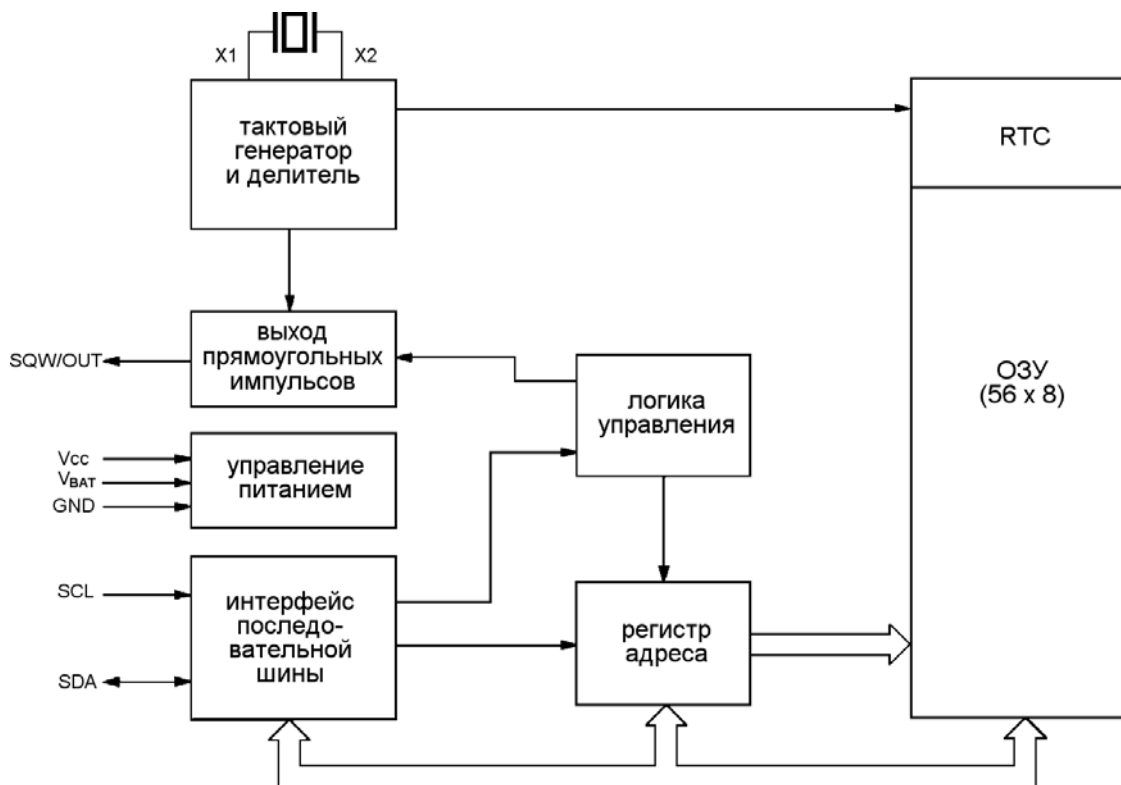 X1
X2
тактовый
генератор
и делитель
RTC
выход
прямоугольных
импульсов
SQW/OUT
логика
управления
ОЗУ
(56 x 8)
Vcc
VBAT
GND
управление
питанием
SCL
SDA
интерфейс
последо-
вательной
шины
регистр
адреса